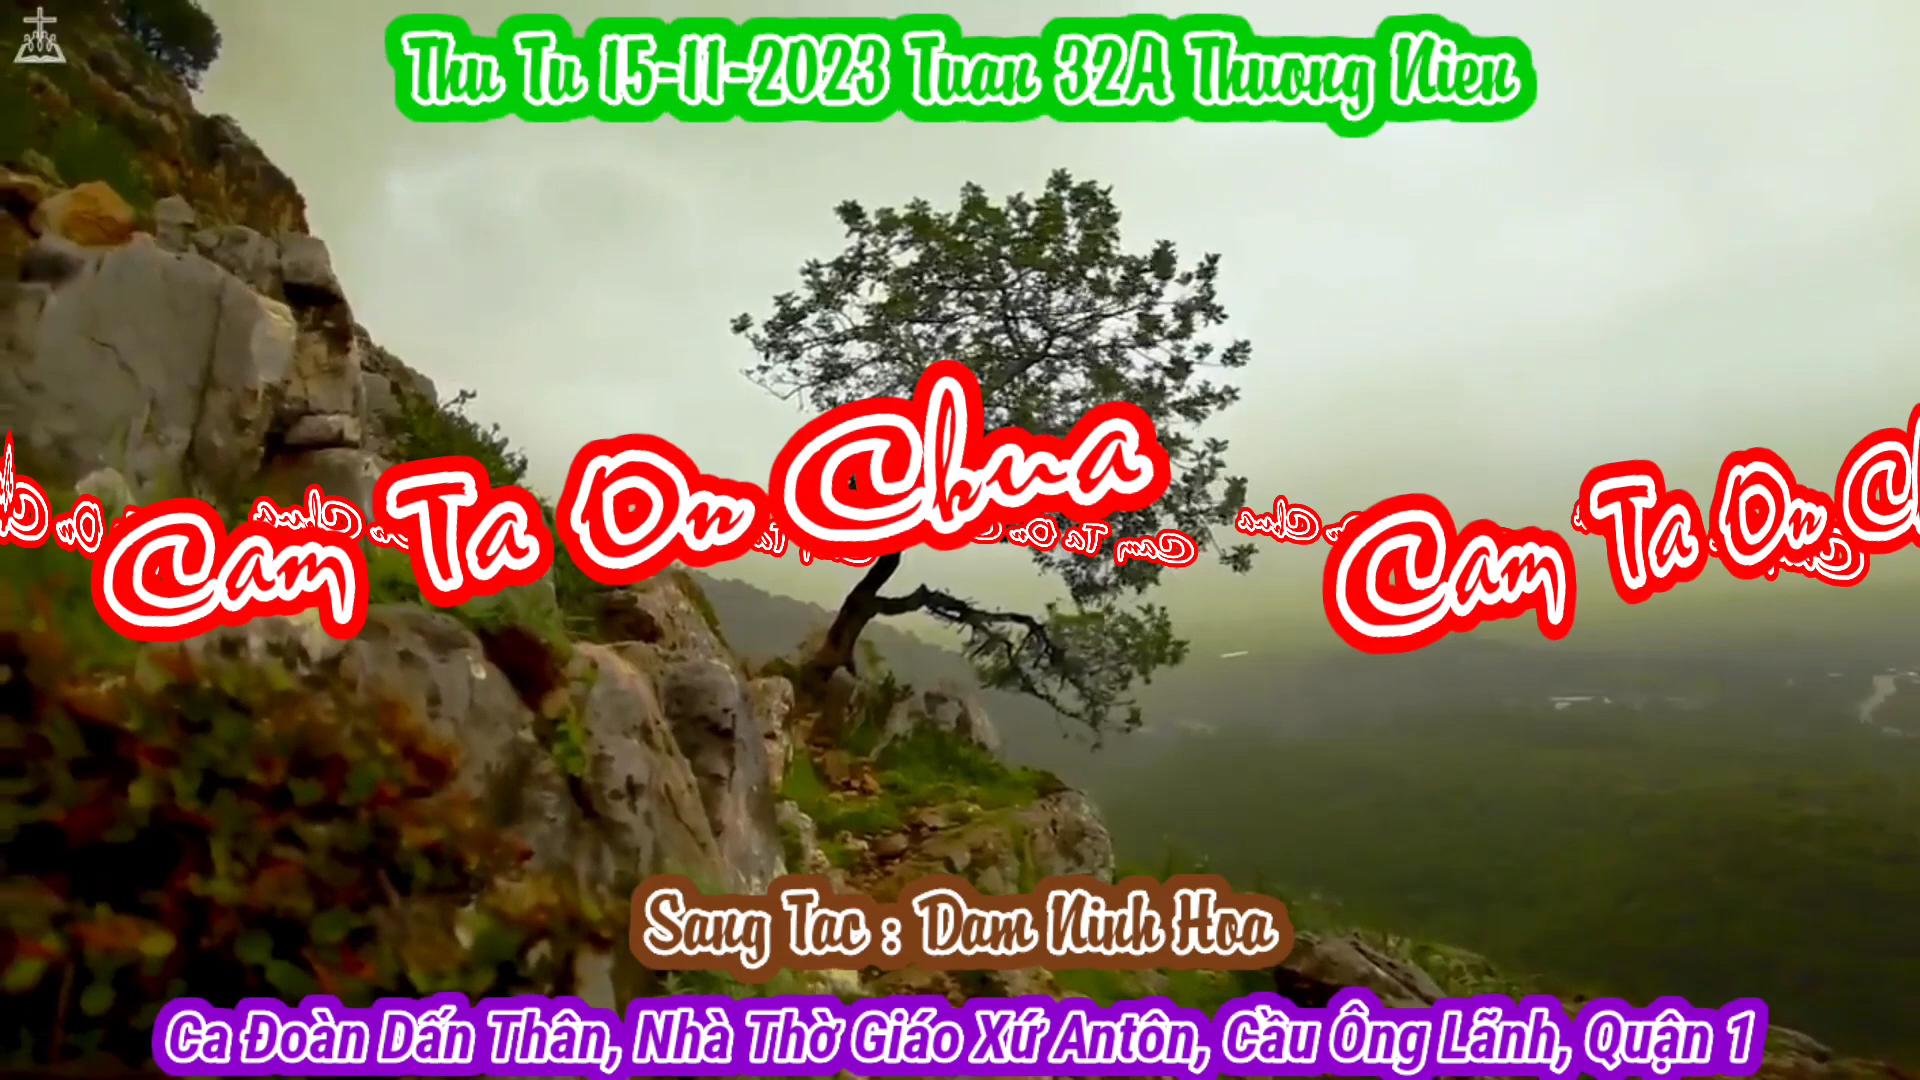 Thu Tu 15-11-2023 Tuan 32A Thuong Nien
Cam Ta On Chua
Cam Ta On Ch
Sang Tac : Dam Ninh Hoa
Ca Đoàn Dấn Thân, Nhà Thờ Giáo Xứ Antôn, Cầu Ông Lãnh, Quận 1